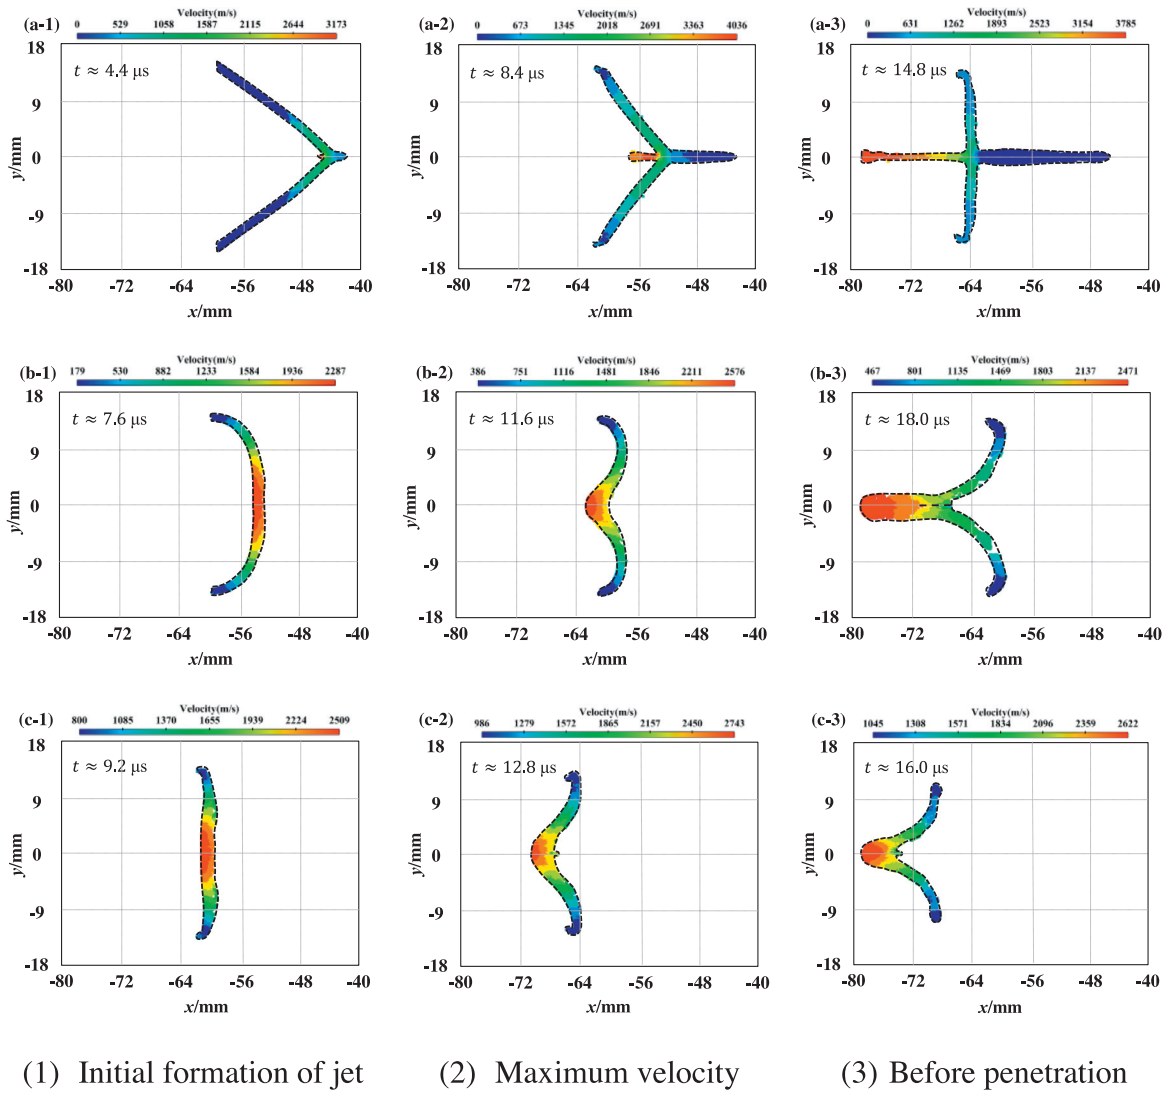 (a-1) Velocity(m/s)
0 529 1058 1587 2115 2644 3173
t ≈ 4.4 μs
18
9
0
-9
-18
y/mm
-80 -72 -64 -56 -48 -40
x/mm
(a-2) Velocity(m/s)
0 673 1345 2018 2691 3363 4036
t ≈ 8.4 μs
18
9
0
-9
-18
y/mm
-80 -72 -64 -56 -48 -40
x/mm
(a-3) Velocity(m/s)
0 631 1262 1893 2523 3154 3785
t ≈ 14.8 μs
18
9
0
-9
-18
y/mm
-80 -72 -64 -56 -48 -40
x/mm
(b-1) Velocity(m/s)
179 530 882 1233 1584 1936 2287
t ≈ 7.6 μs
18
9
0
-9
-18
y/mm
-80 -72 -64 -56 -48 -40
x/mm
(b-2) Velocity(m/s)
386 751 1116 1481 1846 2211 2576
t ≈ 11.6 μs
18
9
0
-9
-18
y/mm
-80 -72 -64 -56 -48 -40
x/mm
(b-3) Velocity(m/s)
467 801 1135 1469 1803 2137 2471
t ≈ 18.0 μs
18
9
0
-9
-18
y/mm
-80 -72 -64 -56 -48 -40
x/mm
(c-1) Velocity(m/s)
800 1085 1370 1655 1939 2224 2509
t ≈ 9.2 μs
18
9
0
-9
-18
y/mm
-80 -72 -64 -56 -48 -40
x/mm
(c-2) Velocity(m/s)
986 1279 1572 1865 2157 2450 2743
t ≈ 12.8 μs
18
9
0
-9
-18
y/mm
-80 -72 -64 -56 -48 -40
x/mm
(c-3) Velocity(m/s)
1045 1308 1571 1834 2096 2359 2622
t ≈ 16.0 μs
18
9
0
-9
-18
y/mm
-80 -72 -64 -56 -48 -40
x/mm
(1) Initial formation of jet
(2) Maximum velocity
(3) Before penetration